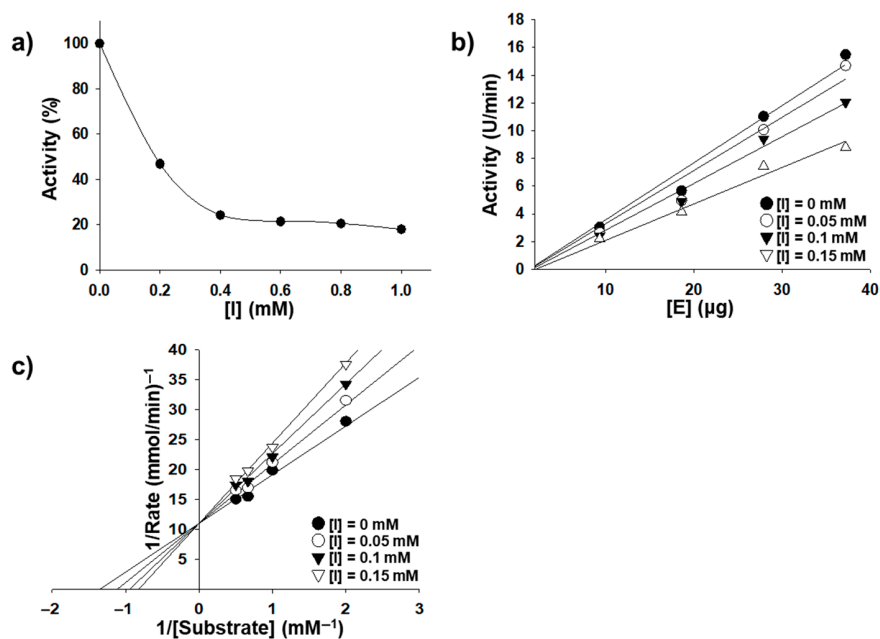 a)
100
80
60
40
20
0
Activity (%)
0.0 0.2 0.4 0.6 0.8 1.0
[I] (mM)
b)
18
16
14
12
10
8
6
4
2
0
Activity (U/min)
[I] = 0 mM
[I] = 0.05 mM
[I] = 0.1 mM
[I] = 0.15 mM
10 20 30 40
[E] (µg)
c)
40
35
30
25
20
15
10
5
1/Rate (mmol/min)⁻¹
[I] = 0 mM
[I] = 0.05 mM
[I] = 0.1 mM
[I] = 0.15 mM
−2 −1 0 1 2 3
1/[Substrate] (mM⁻¹)